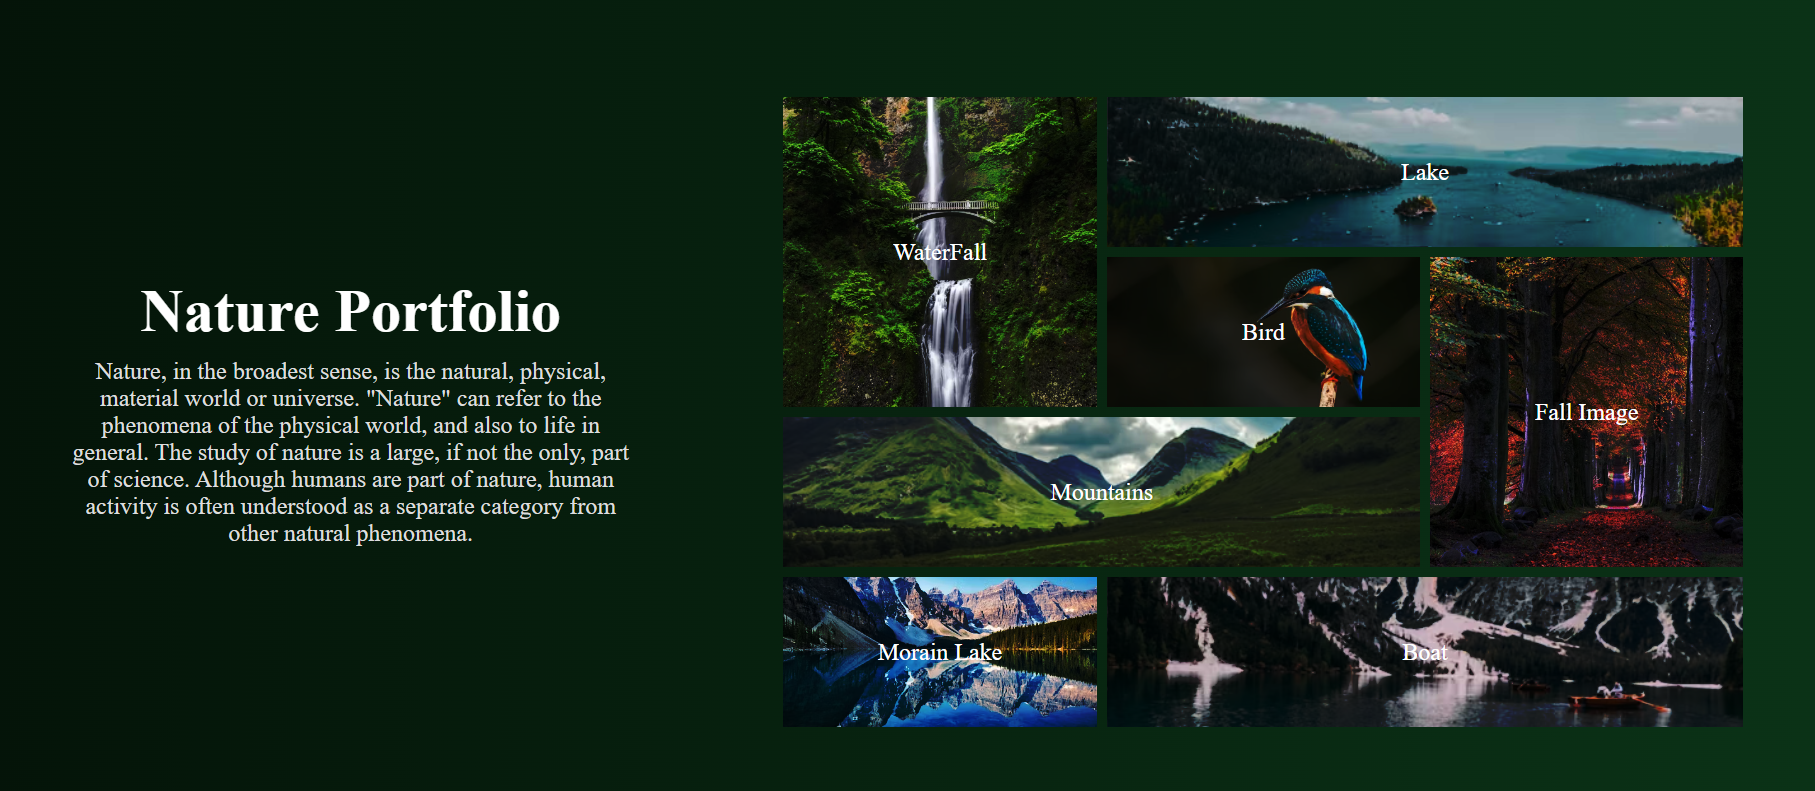 Nature Portfolio
Nature, in the broadest sense, is the natural, physical,
material world or universe. "Nature" can refer to the
phenomena of the physical world, and also to life in
general. The study of nature is a large, if not the only, part
of science. Although humans are part of nature, human
activity is often understood as a separate category from
other natural phenomena.
WaterFall
Lake
Bird
Fall Image
Mountains
Morain Lake
Boat